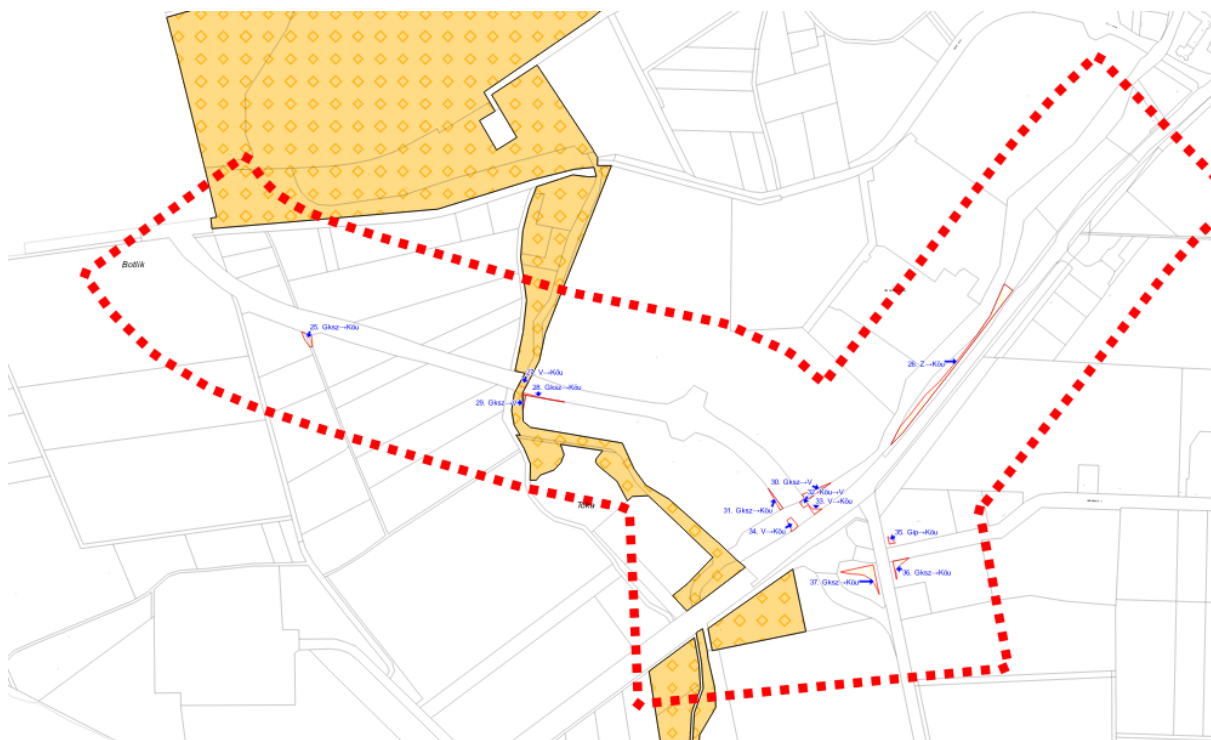 Botlik
25. Gksz→Köu
26. Z→Köu
27. V→Köu
28. Gksz→Köu
29. Gksz→V
30. Gksz→V
32. Köu→V
31. Gksz→Köu
33. V→Köu
Tóna
34. V→Köu
35. Gip→Köu
36. Gksz→Köu
37. Gksz→Köu